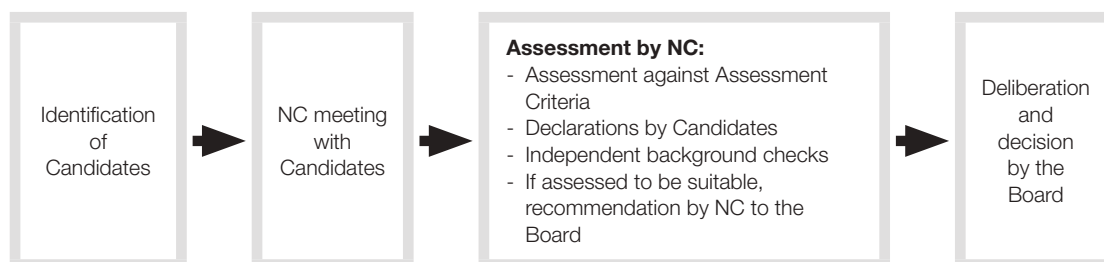 Identification
of
Candidates
NC meeting
with
Candidates
Assessment by NC:
- Assessment against Assessment
Criteria
- Declarations by Candidates
- Independent background checks
- If assessed to be suitable,
recommendation by NC to the
Board
Deliberation
and
decision
by the
Board